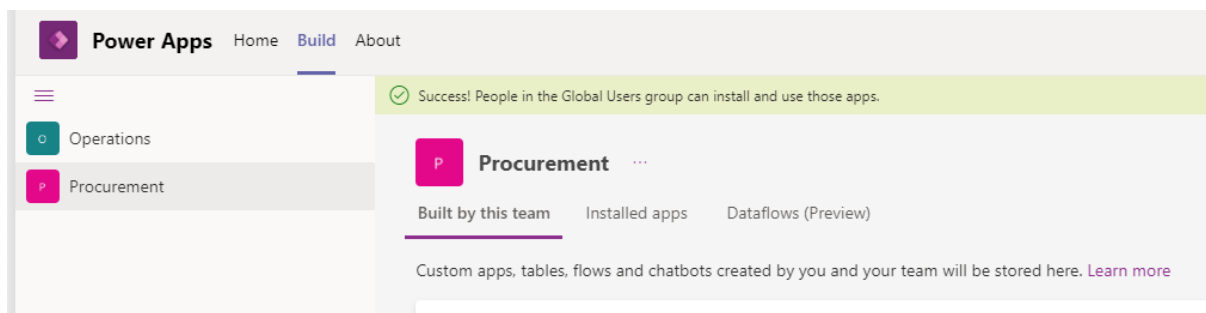 Power Apps Home Build About
Success! People in the Global Users group can install and use those apps.
O Operations
P Procurement
P Procurement ...
Built by this team Installed apps Dataflows (Preview)
Custom apps, tables, flows and chatbots created by you and your team will be stored here. Learn more